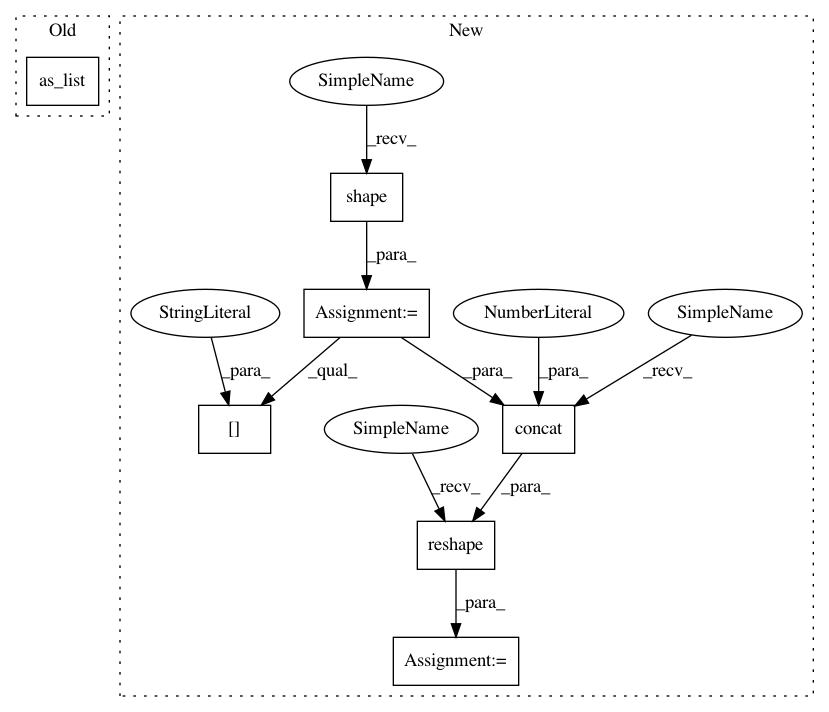 Old
New
as_list
SimpleName
_recv_
shape
_para_
StringLiteral
Assignment:=
NumberLiteral
SimpleName
_para_
_qual_
_para_
_para_
_recv_
[]
SimpleName
concat
_recv_
_para_
reshape
_para_
Assignment:=